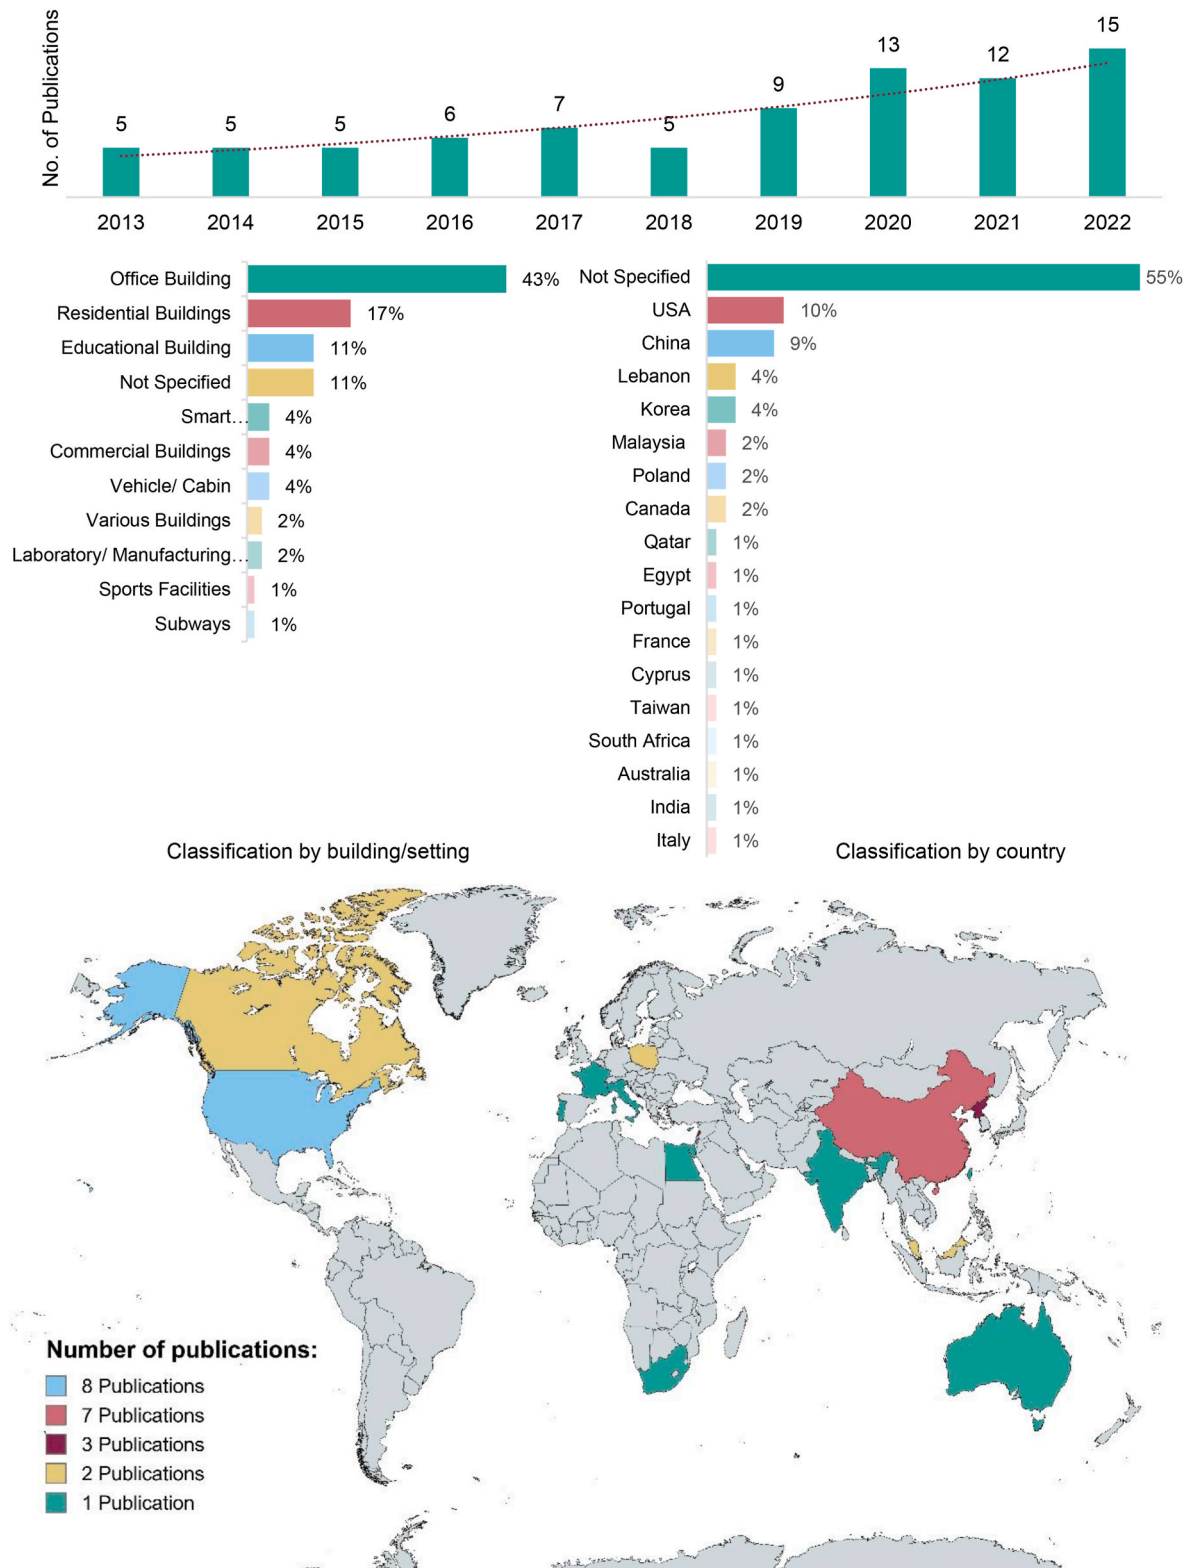 No. of Publications
5 5 5 6 7 5 9 13 12 15
2013 2014 2015 2016 2017 2018 2019 2020 2021 2022
Office Building 43%
Residential Buildings 17%
Educational Building 11%
Not Specified 11%
Smart... 4%
Commercial Buildings 4%
Vehicle/ Cabin 4%
Various Buildings 2%
Laboratory/ Manufacturing... 2%
Sports Facilities 1%
Subways 1%
Classification by building/setting
Not Specified 55%
USA 10%
China 9%
Lebanon 4%
Korea 4%
Malaysia 2%
Poland 2%
Canada 2%
Qatar 1%
Egypt 1%
Portugal 1%
France 1%
Cyprus 1%
Taiwan 1%
South Africa 1%
Australia 1%
India 1%
Italy 1%
Classification by country
Number of publications:
8 Publications
7 Publications
3 Publications
2 Publications
1 Publication